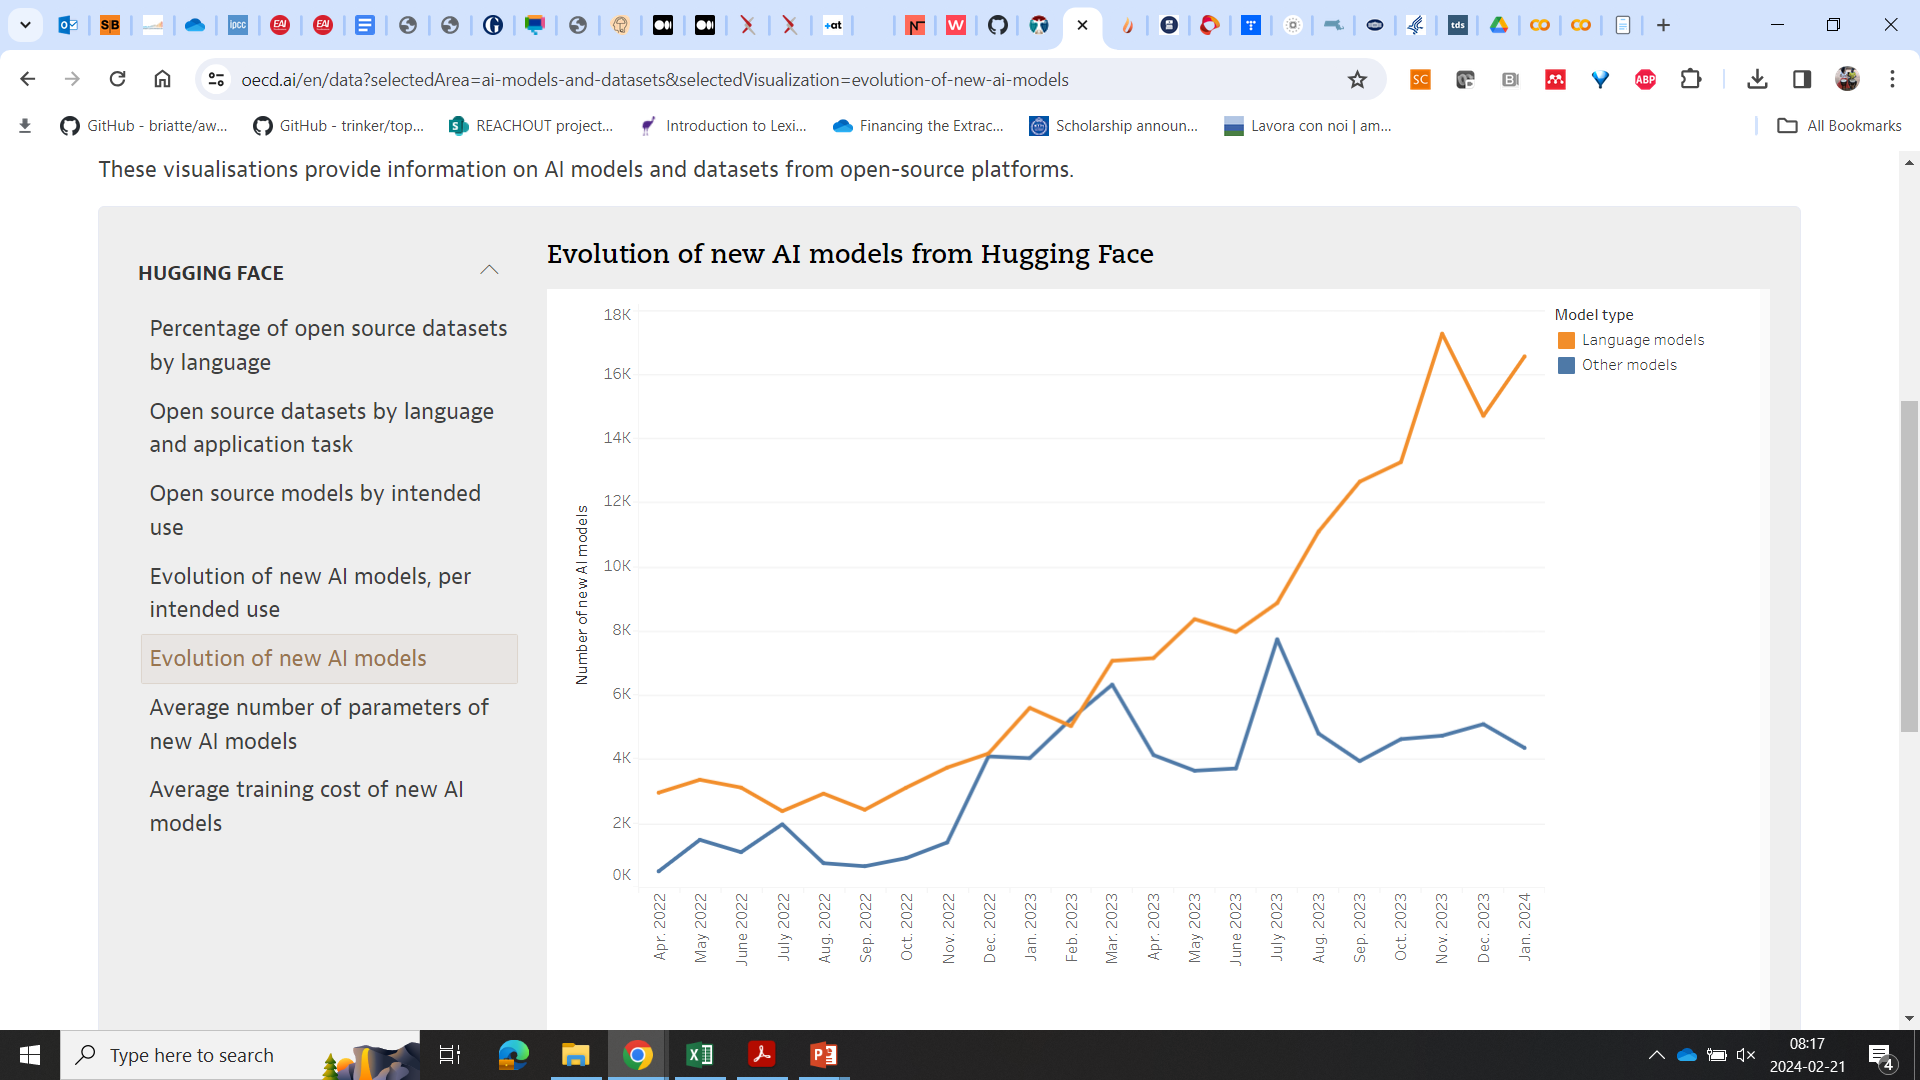 SB
ipcc
EAI
EAI
+at
W
T
tds
oecd.ai/en/data?selectedArea=ai-models-and-datasets&selectedVisualization=evolution-of-new-ai-models
SC
ABP
GitHub - briatte/aw...
GitHub - trinker/top...
REACHOUT project...
Introduction to Lexi...
Financing the Extrac...
Scholarship announ...
Lavora con noi | am...
All Bookmarks
These visualisations provide information on AI models and datasets from open-source platforms.
HUGGING FACE
Percentage of open source datasets
by language
Open source datasets by language
and application task
Open source models by intended
use
Evolution of new AI models, per
intended use
Evolution of new AI models
Average number of parameters of
new AI models
Average training cost of new AI
models
Evolution of new AI models from Hugging Face
Number of new AI models
18K
16K
14K
12K
10K
8K
6K
4K
2K
0K
Apr. 2022
May 2022
June 2022
July 2022
Aug. 2022
Sep. 2022
Oct. 2022
Nov. 2022
Dec. 2022
Jan. 2023
Feb. 2023
Mar. 2023
Apr. 2023
May 2023
June 2023
July 2023
Aug. 2023
Sep. 2023
Oct. 2023
Nov. 2023
Dec. 2023
Jan. 2024
Model type
Language models
Other models
Type here to search
08:17
2024-02-21
4